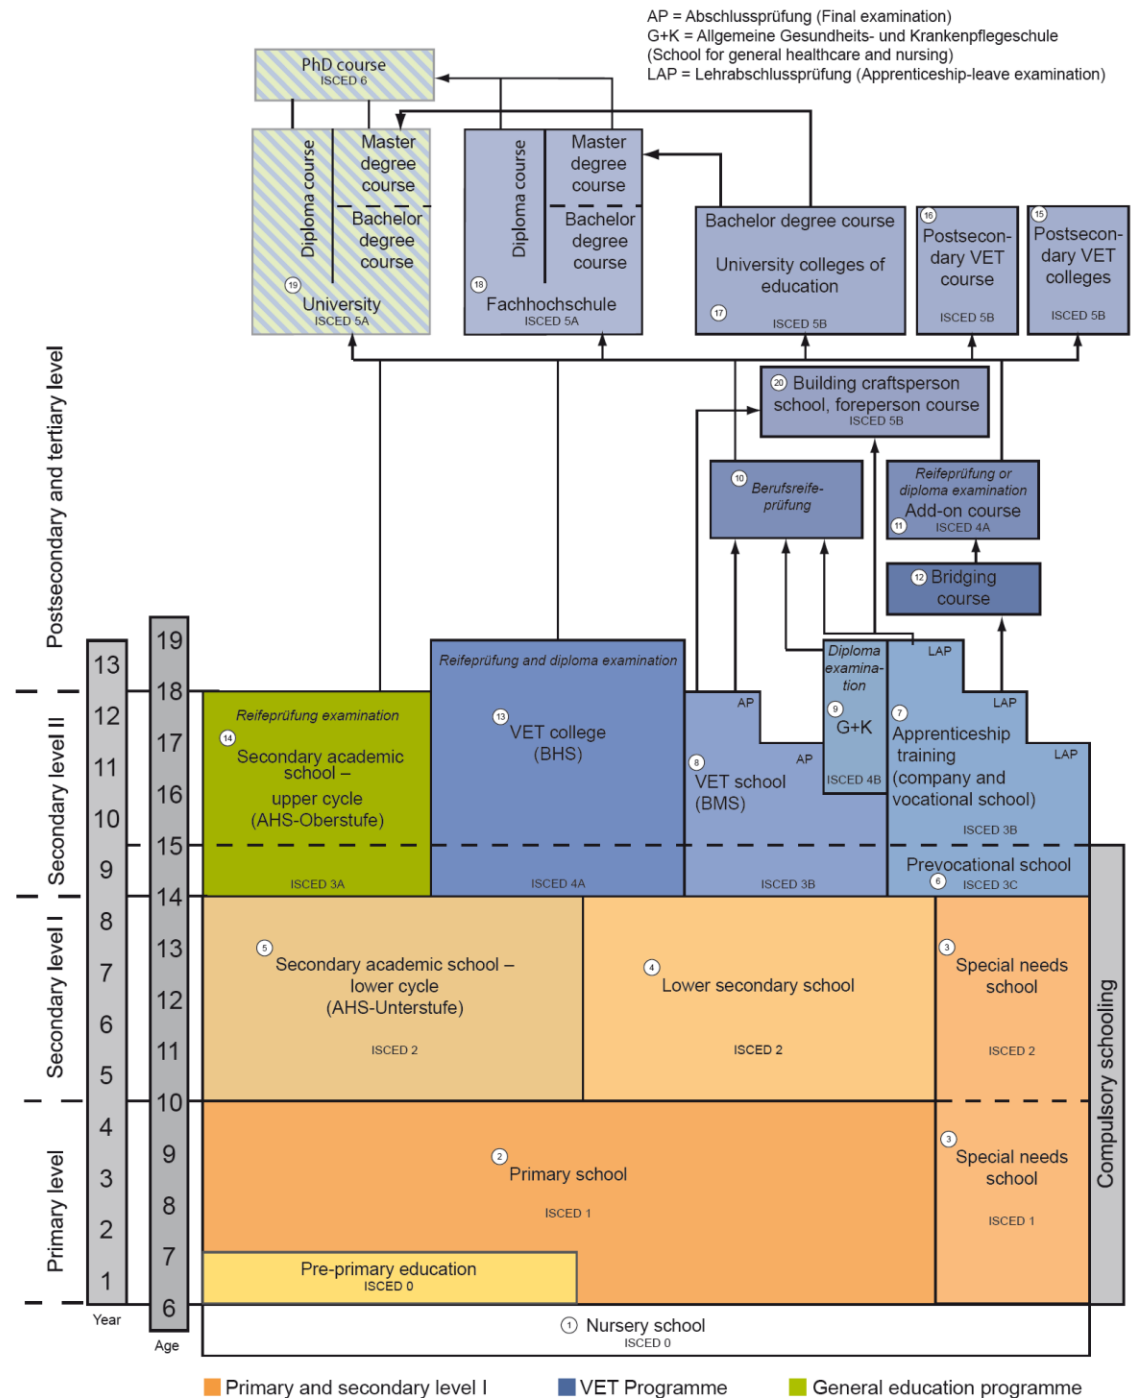 AP = Abschlussprüfung (Final examination)
G+K = Allgemeine Gesundheits- und Krankenpflegeschule
(School for general healthcare and nursing)
LAP = Lehrabschlussprüfung (Apprenticeship-leave examination)
PhD course
ISCED 6
Diploma course
Master
degree
course
Bachelor
degree
course
19
University
ISCED 5A
Diploma course
Master
degree
course
Bachelor
degree
course
18
Fachhochschule
ISCED 5A
Bachelor degree course
University colleges of
education
17
ISCED 5B
16
Postsecon-
dary VET
course
ISCED 5B
15
Postsecon-
dary VET
colleges
ISCED 5B
20
Building craftsperson
school, foreperson course
ISCED 5B
10
Berufsreife-
prüfung
Reifeprüfung or
diploma examination
11
Add-on course
ISCED 4A
12
Bridging
course
Postsecondary and tertiary level
Secondary level II
Secondary level I
Primary level
13
12
11
10
9
8
7
6
5
4
3
2
1
Year
19
18
17
16
15
14
13
12
11
10
9
8
7
6
Age
Reifeprüfung examination
14
Secondary academic
school –
upper cycle
(AHS-Oberstufe)
ISCED 3A
Reifeprüfung and diploma examination
13
VET college
(BHS)
ISCED 4A
AP
AP
8
VET school
(BMS)
ISCED 3B
Diploma
examina-
tion
9
G+K
ISCED 4B
LAP
LAP
LAP
7
Apprenticeship
training
(company and
vocational school)
ISCED 3B
Prevocational school
6
ISCED 3C
5
Secondary academic school –
lower cycle
(AHS-Unterstufe)
ISCED 2
4
Lower secondary school
ISCED 2
3
Special needs
school
ISCED 2
2
Primary school
ISCED 1
3
Special needs
school
ISCED 1
Pre-primary education
ISCED 0
1
Nursery school
ISCED 0
Compulsory schooling
Primary and secondary level I
VET Programme
General education programme